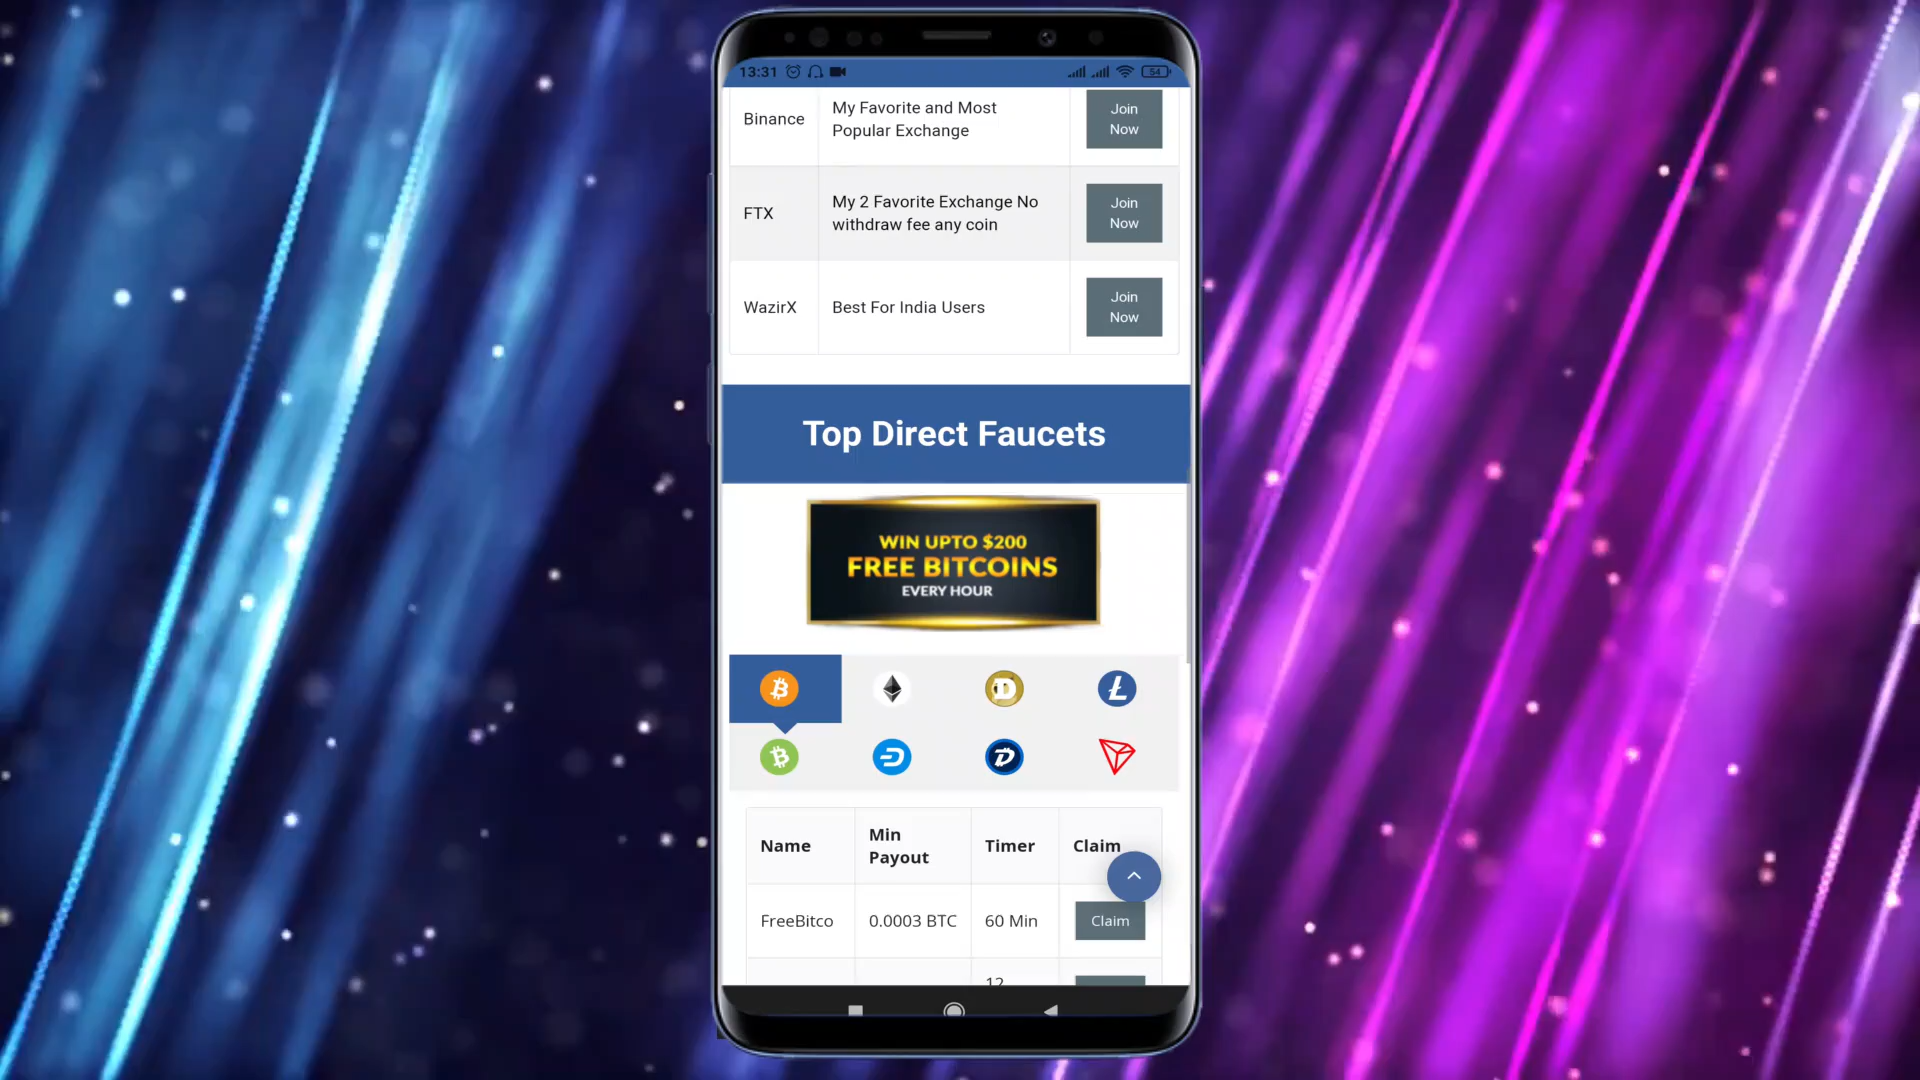 13:31
54
Binance
My Favorite and Most
Popular Exchange
Join
Now
FTX
My 2 Favorite Exchange No
withdraw fee any coin
Join
Now
WazirX
Best For India Users
Join
Now
Top Direct Faucets
WIN UPTO $200
FREE BITCOINS
EVERY HOUR
Name
Min
Payout
Timer
Claim
FreeBitco
0.0003 BTC
60 Min
Claim
12